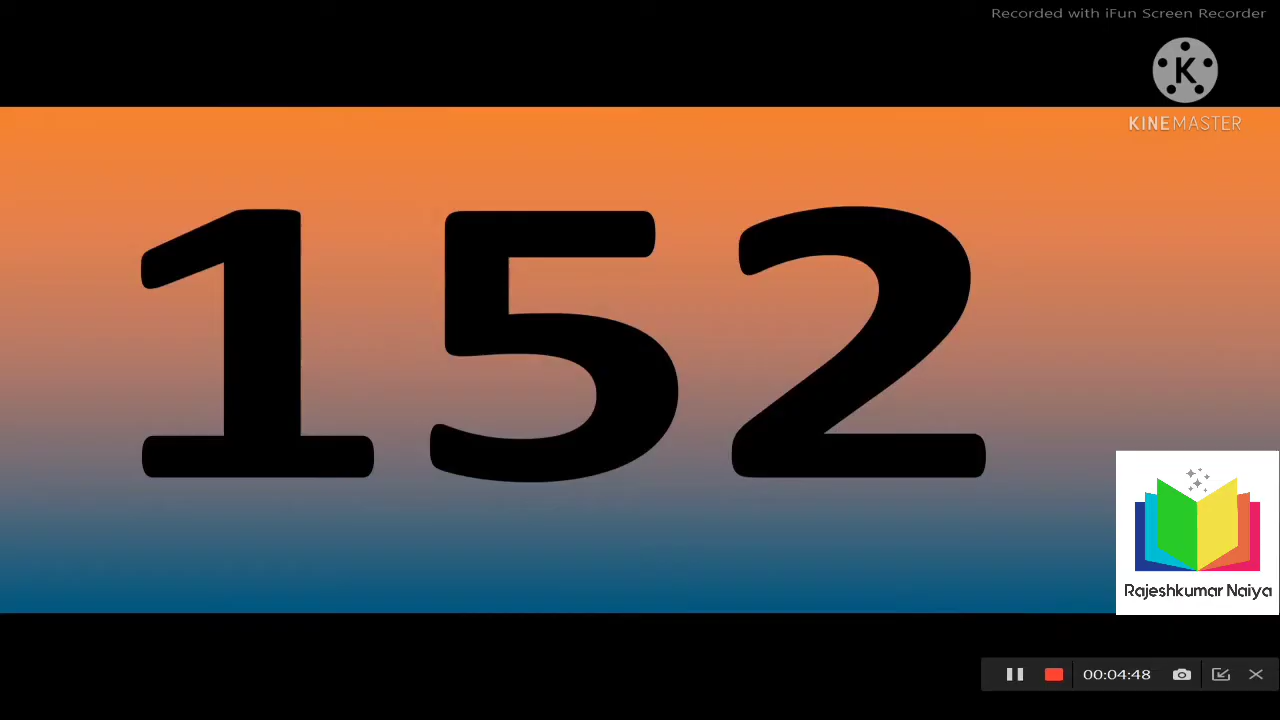 Recorded with iFun Screen Recorder
K
KINEMASTER
152
Rajeshkumar Naiya
00:04:48